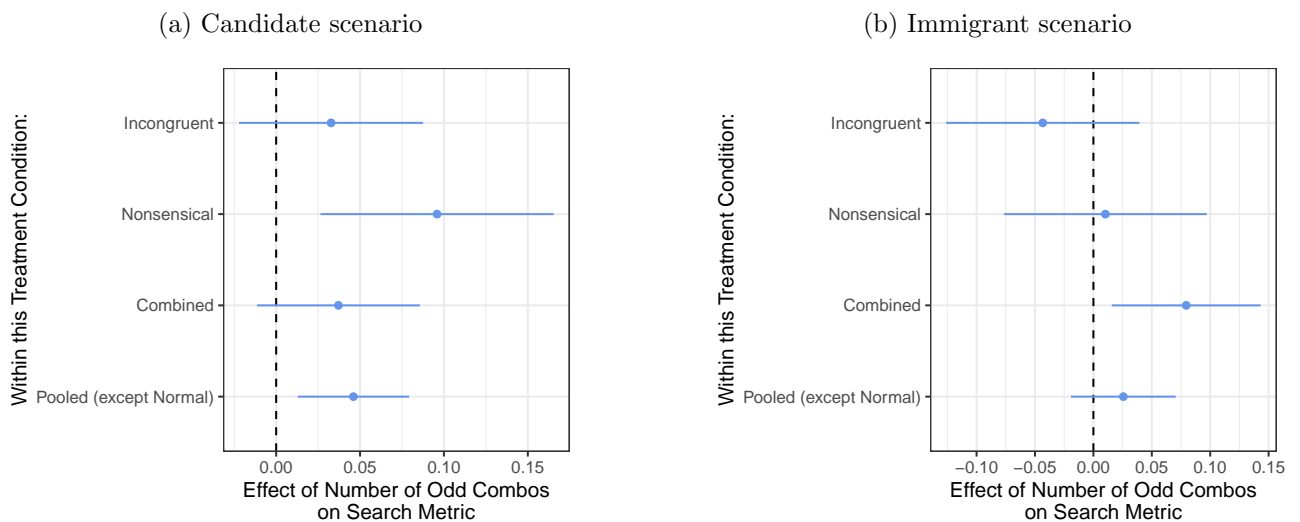 (a) Candidate scenario
Within this Treatment Condition:
Incongruent
Nonsensical
Combined
Pooled (except Normal)
0.00
0.05
0.10
0.15
Effect of Number of Odd Combos
on Search Metric
(b) Immigrant scenario
Within this Treatment Condition:
Incongruent
Nonsensical
Combined
Pooled (except Normal)
−0.10
−0.05
0.00
0.05
0.10
0.15
Effect of Number of Odd Combos
on Search Metric